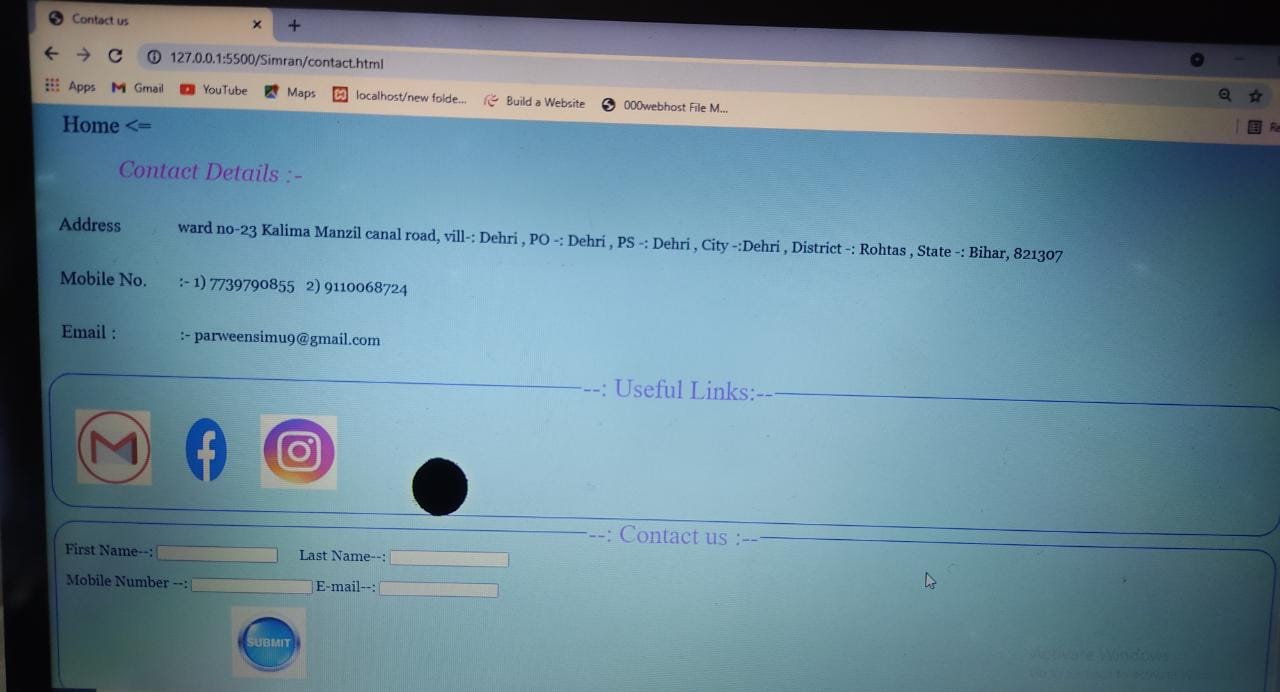 Contact us
127.0.0.1:5500/Simran/contact.html
Apps Gmail YouTube Maps localhost/new folde... Build a Website 000webhost File M...
Home <=
Contact Details :-
Address ward no-23 Kalima Manzil canal road, vill-: Dehri , PO -: Dehri , PS -: Dehri , City -:Dehri , District -: Rohtas , State -: Bihar, 821307
Mobile No. :- 1) 7739790855 2) 9110068724
Email : :- parweensimu9@gmail.com
--: Useful Links:--
--: Contact us :--
First Name--: Last Name--:
Mobile Number --: E-mail--:
SUBMIT
Activate Windows